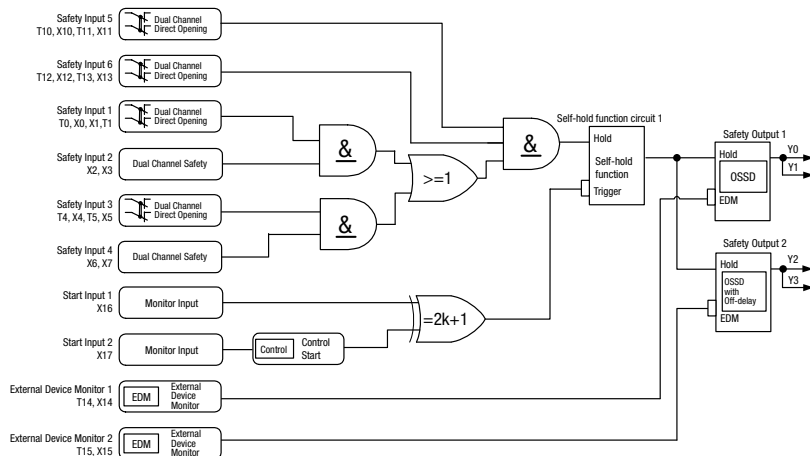 Safety Input 5
T10, X10, T11, X11
Dual Channel
Direct Opening
Safety Input 6
T12, X12, T13, X13
Dual Channel
Direct Opening
Safety Input 1
T0, X0, X1,T1
Dual Channel
Direct Opening
Safety Input 2
X2, X3
Dual Channel Safety
Safety Input 3
T4, X4, T5, X5
Dual Channel
Direct Opening
Safety Input 4
X6, X7
Dual Channel Safety
Start Input 1
X16
Monitor Input
Start Input 2
X17
Monitor Input
Control
Control
Start
External Device Monitor 1
T14, X14
EDM
External
Device
Monitor
External Device Monitor 2
T15, X15
EDM
External
Device
Monitor
&
&
>=1
=2k+1
&
Self-hold function circuit 1
Hold
Self-hold
function
Trigger
Safety Output 1
Hold
OSSD
EDM
Y0
Y1
Safety Output 2
Hold
OSSD
with
Off-delay
EDM
Y2
Y3